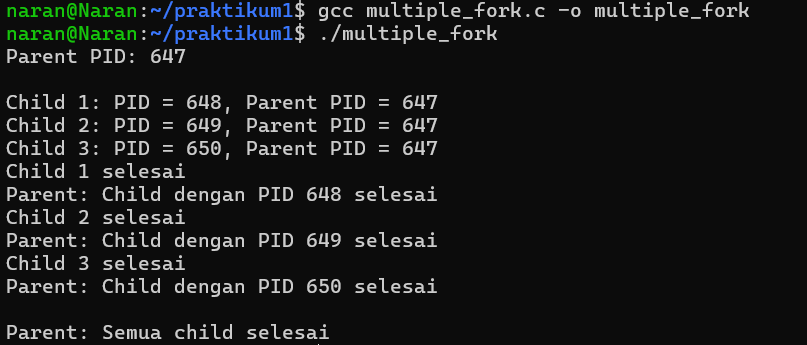 naran@Naran:~/praktikum1$ gcc multiple_fork.c -o multiple_fork
naran@Naran:~/praktikum1$ ./multiple_fork
Parent PID: 647
Child 1: PID = 648, Parent PID = 647
Child 2: PID = 649, Parent PID = 647
Child 3: PID = 650, Parent PID = 647
Child 1 selesai
Parent: Child dengan PID 648 selesai
Child 2 selesai
Parent: Child dengan PID 649 selesai
Child 3 selesai
Parent: Child dengan PID 650 selesai
Parent: Semua child selesai